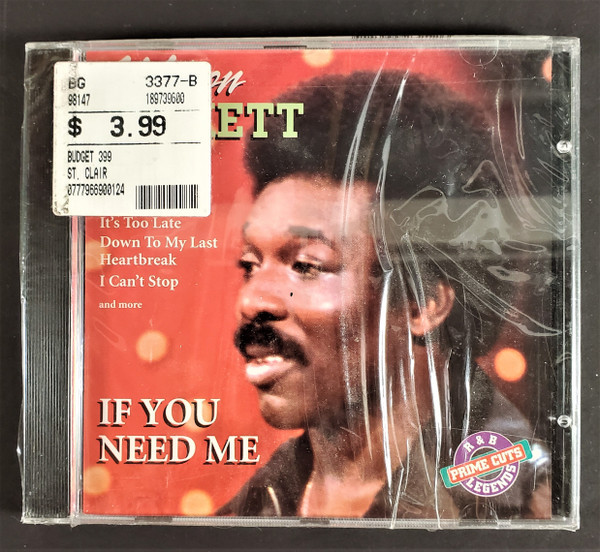 BG 3377-B
98147 189739600
$ 3.99
BUDGET 399
ST. CLAIR
0777966900124
It's Too Late
Down To My Last
Heartbreak
I Can't Stop
and more
IF YOU
NEED ME
R & B
PRIME CUTS
LEGENDS